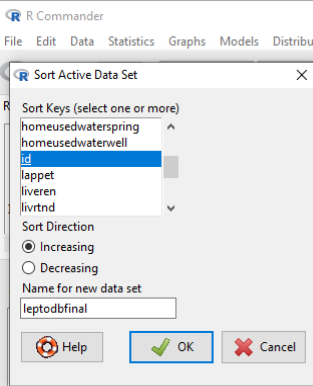 R Commander
File Edit Data Statistics Graphs Models Distribu
Sort Active Data Set
Sort Keys (select one or more)
homeusedwaterspring
homeusedwaterwell
id
lappet
liveren
livrtnd
Sort Direction
Increasing
Decreasing
Name for new data set
leptodbfinal
Help OK Cancel